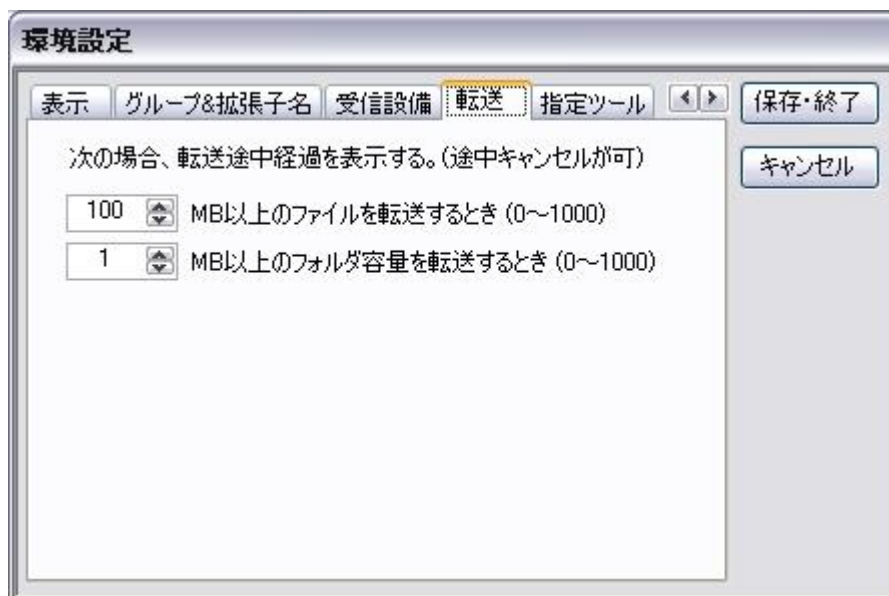 環境設定
表示 グループ&拡張子名 受信設備 転送 指定ツール
保存・終了
キャンセル
次の場合、転送途中経過を表示する。(途中キャンセルが可)
100 MB以上のファイルを転送するとき (0～1000)
1 MB以上のフォルダ容量を転送するとき (0～1000)